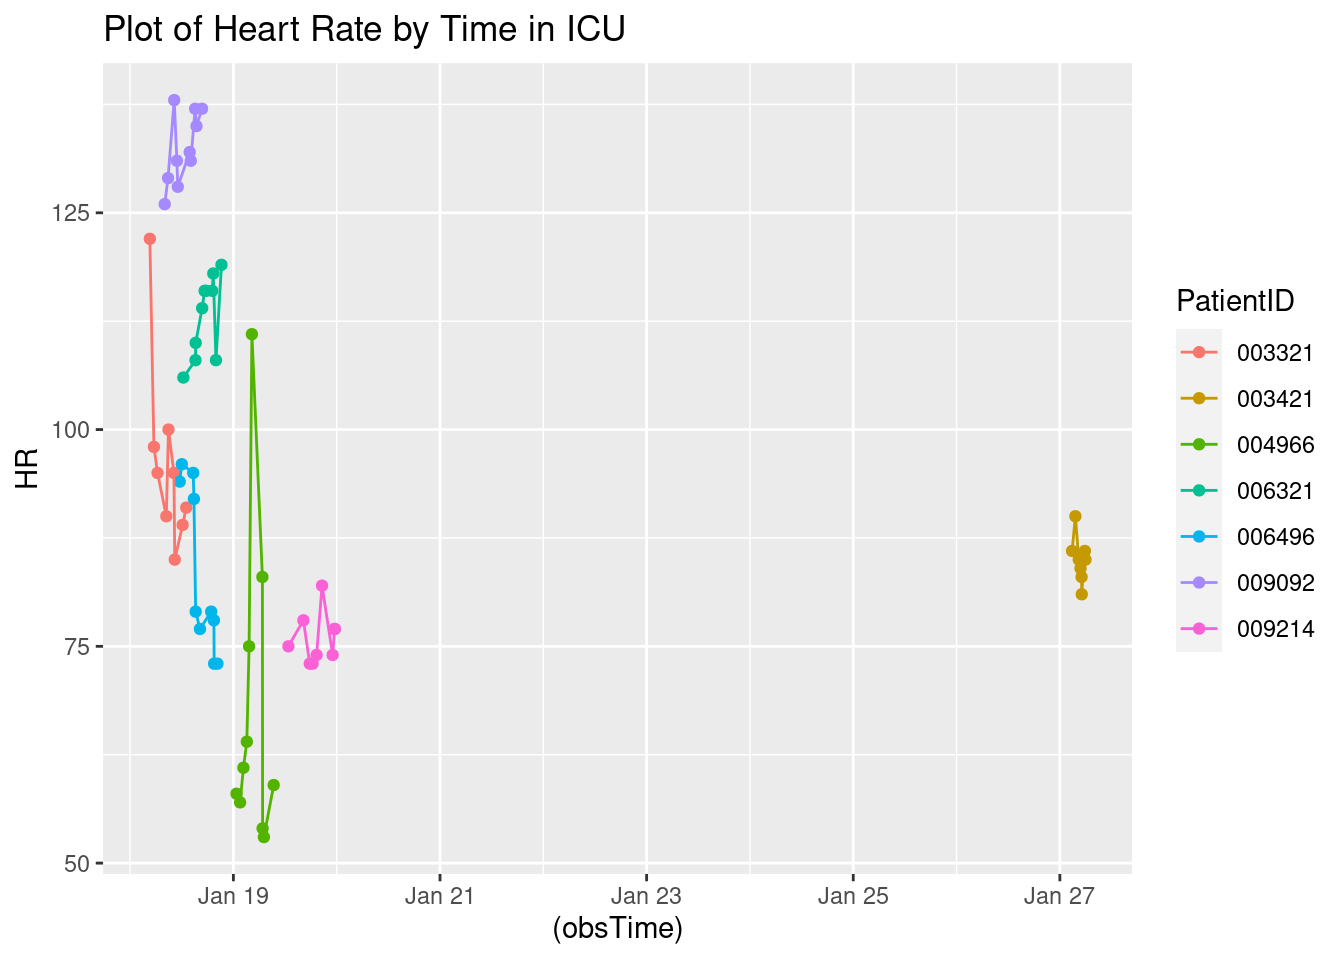 Plot of Heart Rate by Time in ICU
125
100
75
50
HR
Jan 19
Jan 21
Jan 23
Jan 25
Jan 27
(obsTime)
PatientID
003321
003421
004966
006321
006496
009092
009214